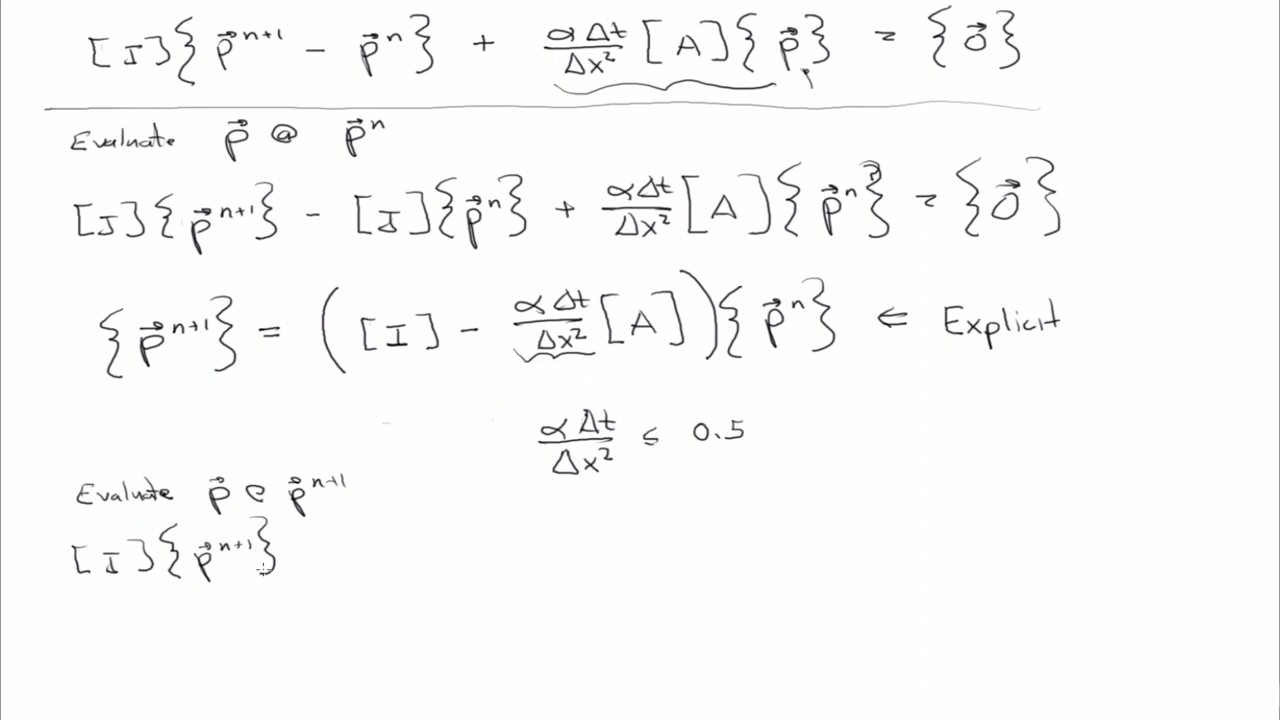 [I]{p⃗ⁿ⁺¹ - p⃗ⁿ} + αΔt/Δx² [A]{p⃗} = {0⃗}
Evaluate p⃗ @ p⃗ⁿ
[I]{p⃗ⁿ⁺¹} - [I]{p⃗ⁿ} + αΔt/Δx² [A]{p⃗ⁿ} = {0⃗}
{p⃗ⁿ⁺¹} = ([I] - αΔt/Δx² [A]){p⃗ⁿ} ⇐ Explicit
αΔt/Δx² ≤ 0.5
Evaluate p⃗ @ p⃗ⁿ⁺¹
[I]{p⃗ⁿ⁺¹}